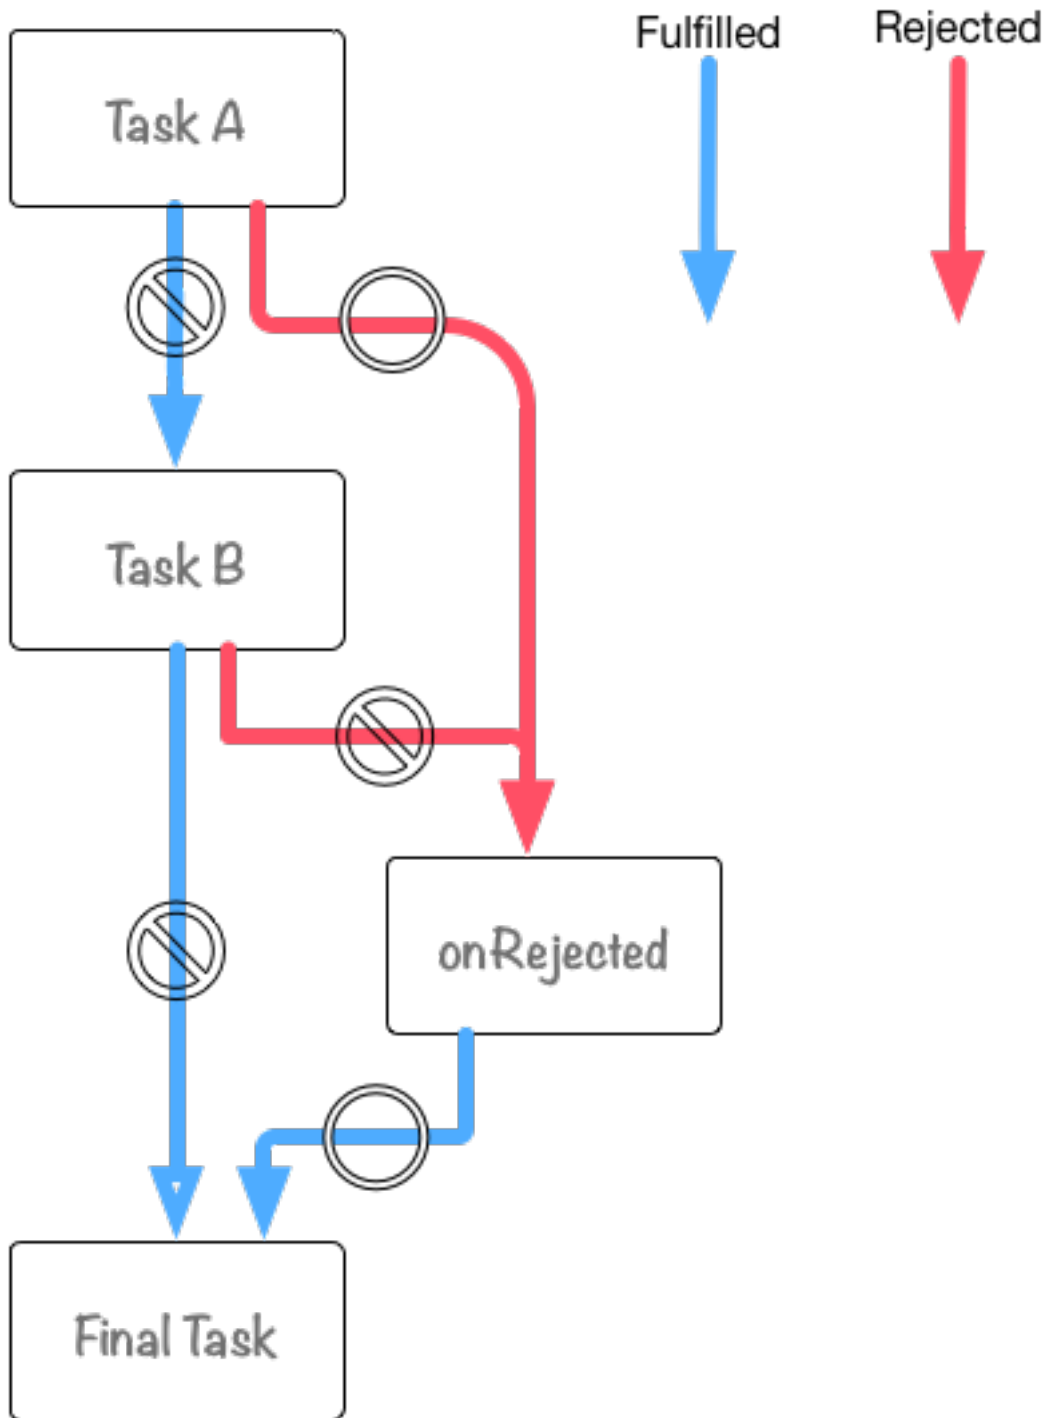 Fulfilled
Rejected
Task A
Task B
onRejected
Final Task